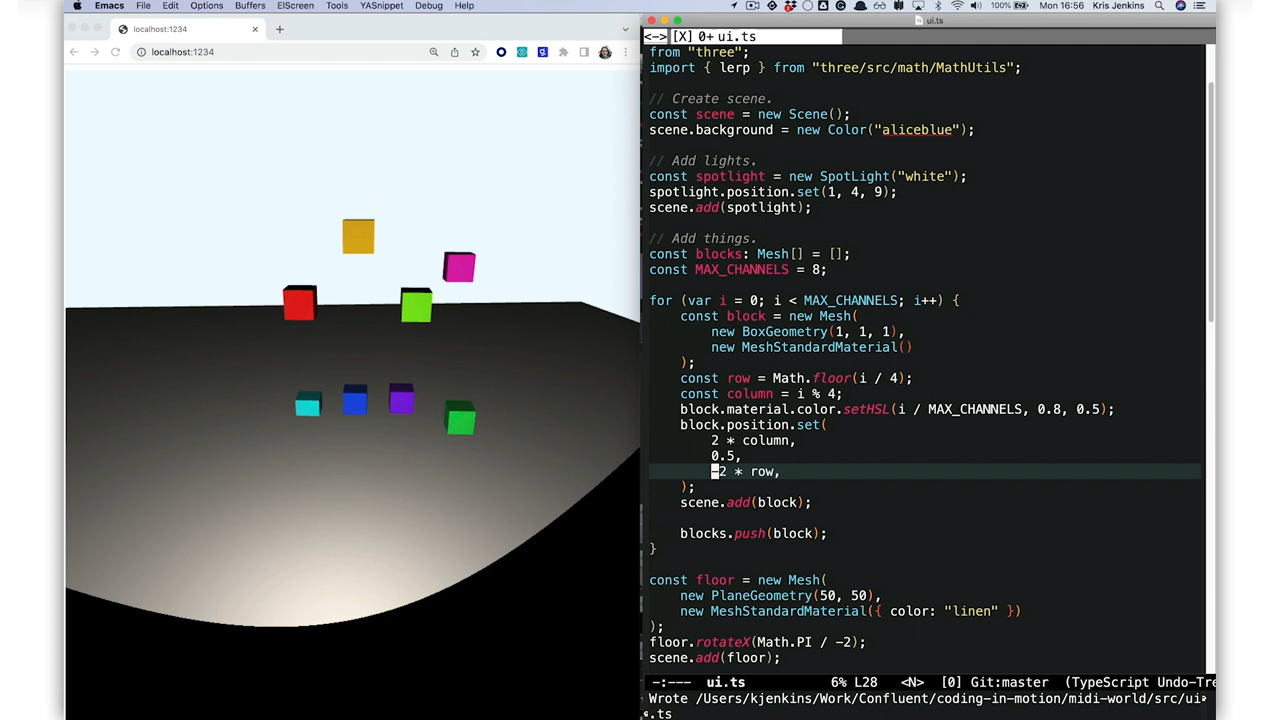 Emacs File Edit Options Buffers ElScreen Tools YASnippet Debug Help 100% Mon 16:56 Kris Jenkins
localhost:1234
localhost:1234
ui.ts
<-> [X] 0+ ui.ts
from "three";
import { lerp } from "three/src/math/MathUtils";
// Create scene.
const scene = new Scene();
scene.background = new Color("aliceblue");
// Add lights.
const spotlight = new SpotLight("white");
spotlight.position.set(1, 4, 9);
scene.add(spotlight);
// Add things.
const blocks: Mesh[] = [];
const MAX_CHANNELS = 8;
for (var i = 0; i < MAX_CHANNELS; i++) {
const block = new Mesh(
new BoxGeometry(1, 1, 1),
new MeshStandardMaterial()
);
const row = Math.floor(i / 4);
const column = i % 4;
block.material.color.setHSL(i / MAX_CHANNELS, 0.8, 0.5);
block.position.set(
2 * column,
0.5,
-2 * row,
);
scene.add(block);
blocks.push(block);
}
const floor = new Mesh(
new PlaneGeometry(50, 50),
new MeshStandardMaterial({ color: "linen" })
);
floor.rotateX(Math.PI / -2);
scene.add(floor);
-:--- ui.ts 6% L28 <N> [0] Git:master (TypeScript Undo-Tre
Wrote /Users/kjenkins/Work/Confluent/coding-in-motion/midi-world/src/ui
.ts